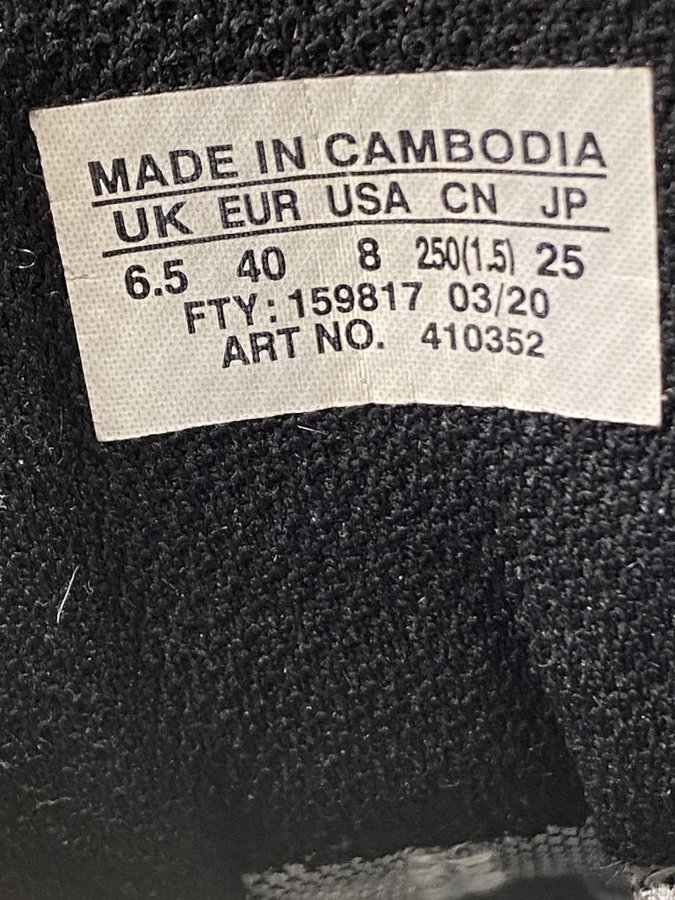 MADE IN CAMBODIA
UK EUR USA CN JP
6.5 40 8 250(1.5) 25
FTY: 159817 03/20
ART NO. 410352